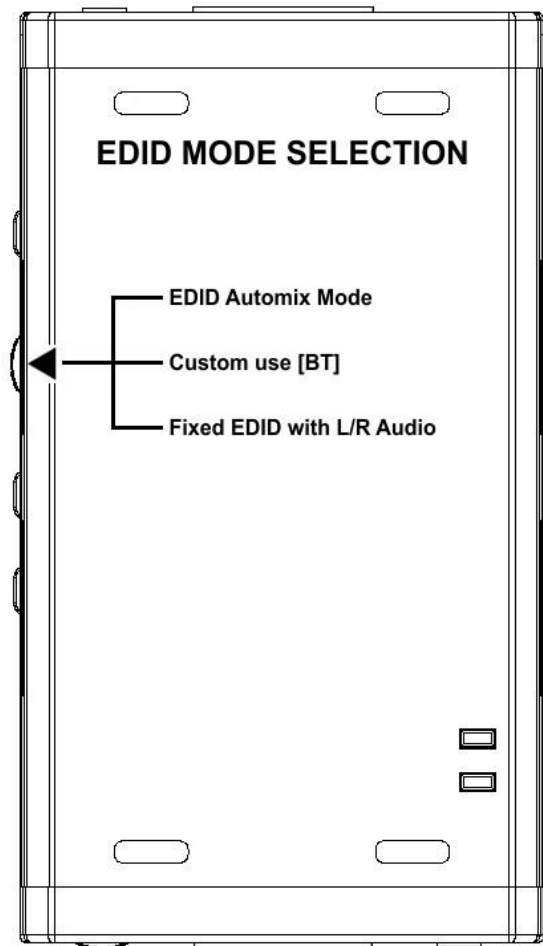 EDID MODE SELECTION
EDID Automix Mode
Custom use [BT]
Fixed EDID with L/R Audio